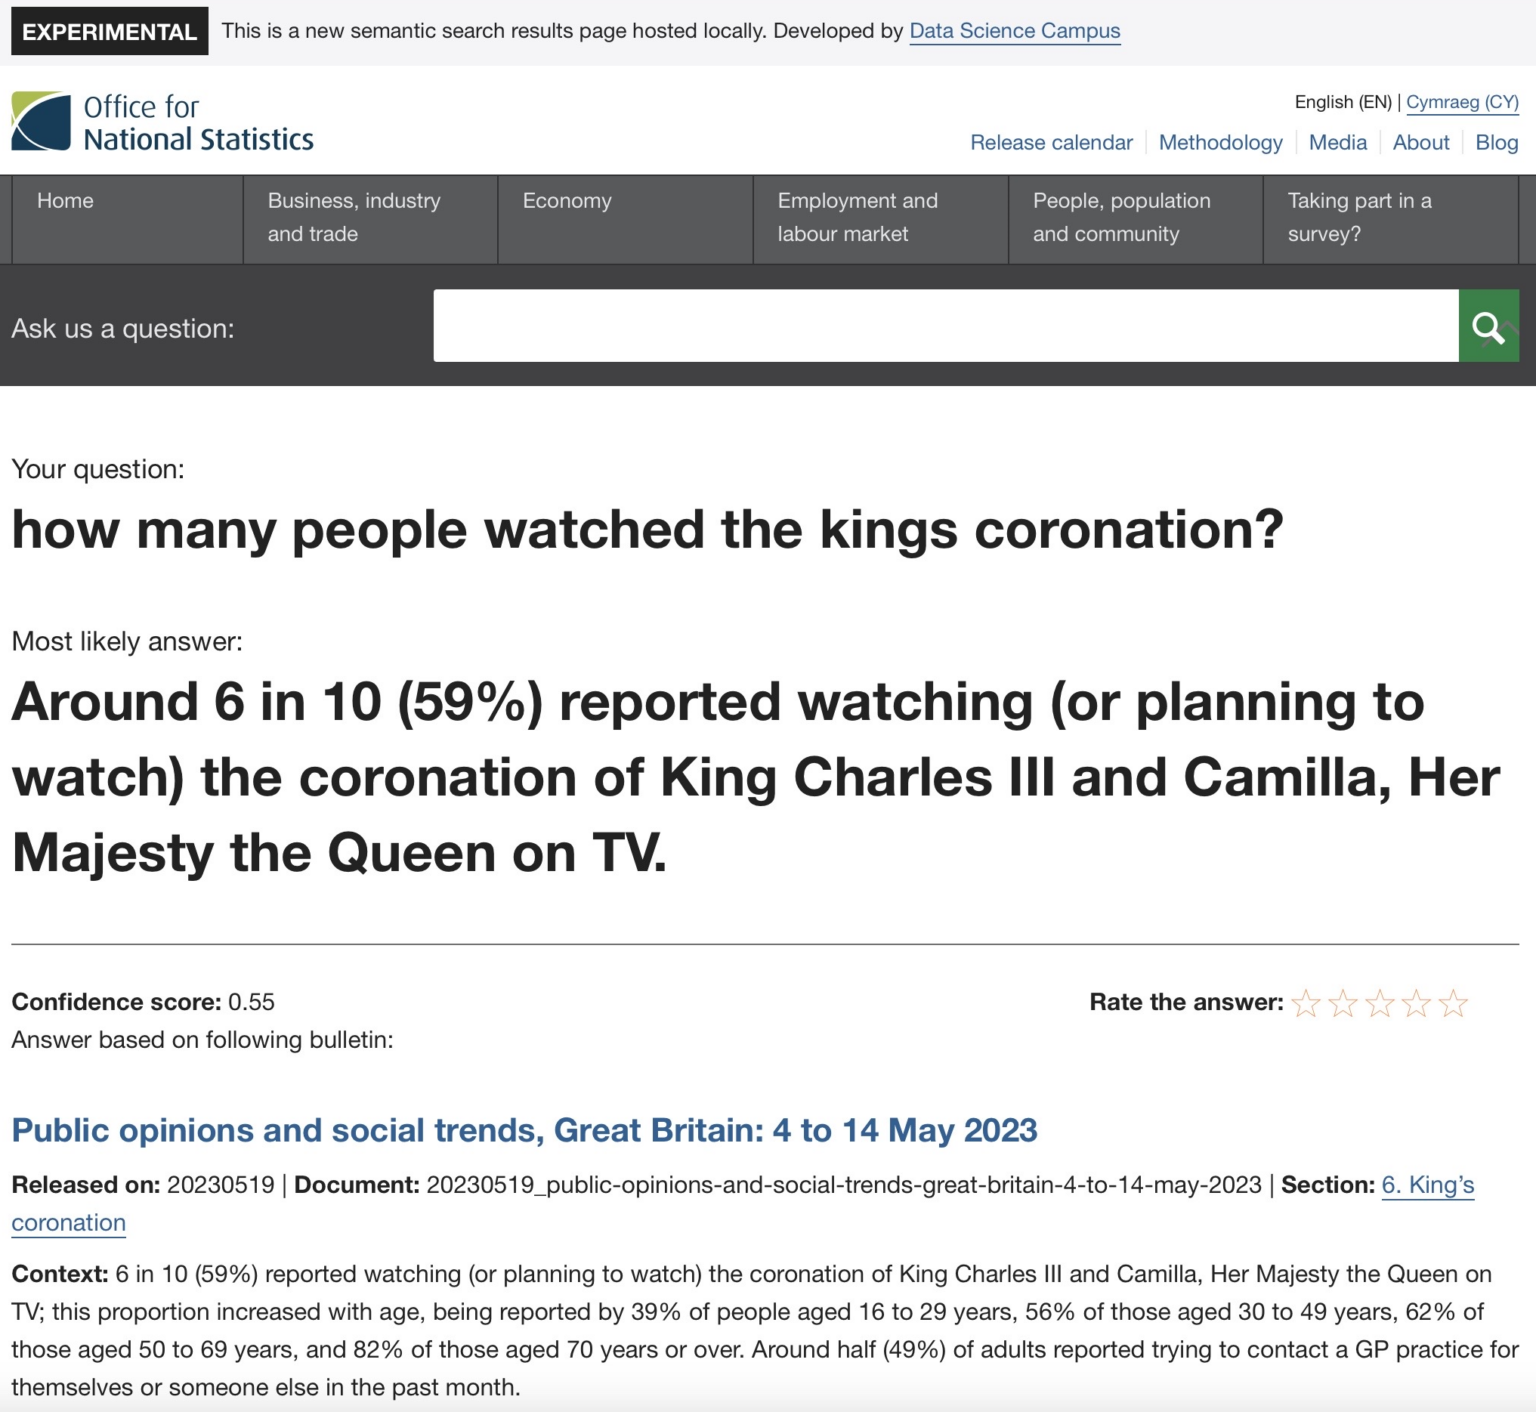 EXPERIMENTAL This is a new semantic search results page hosted locally. Developed by Data Science Campus
Office for
National Statistics
English (EN) | Cymraeg (CY)
Release calendar Methodology Media About Blog
Home
Business, industry
and trade
Economy
Employment and
labour market
People, population
and community
Taking part in a
survey?
Ask us a question:
Your question:
how many people watched the kings coronation?
Most likely answer:
Around 6 in 10 (59%) reported watching (or planning to
watch) the coronation of King Charles III and Camilla, Her
Majesty the Queen on TV.
Confidence score: 0.55
Rate the answer:
Answer based on following bulletin:
Public opinions and social trends, Great Britain: 4 to 14 May 2023
Released on: 20230519 | Document: 20230519_public-opinions-and-social-trends-great-britain-4-to-14-may-2023 | Section: 6. King’s
coronation
Context: 6 in 10 (59%) reported watching (or planning to watch) the coronation of King Charles III and Camilla, Her Majesty the Queen on
TV; this proportion increased with age, being reported by 39% of people aged 16 to 29 years, 56% of those aged 30 to 49 years, 62% of
those aged 50 to 69 years, and 82% of those aged 70 years or over. Around half (49%) of adults reported trying to contact a GP practice for
themselves or someone else in the past month.